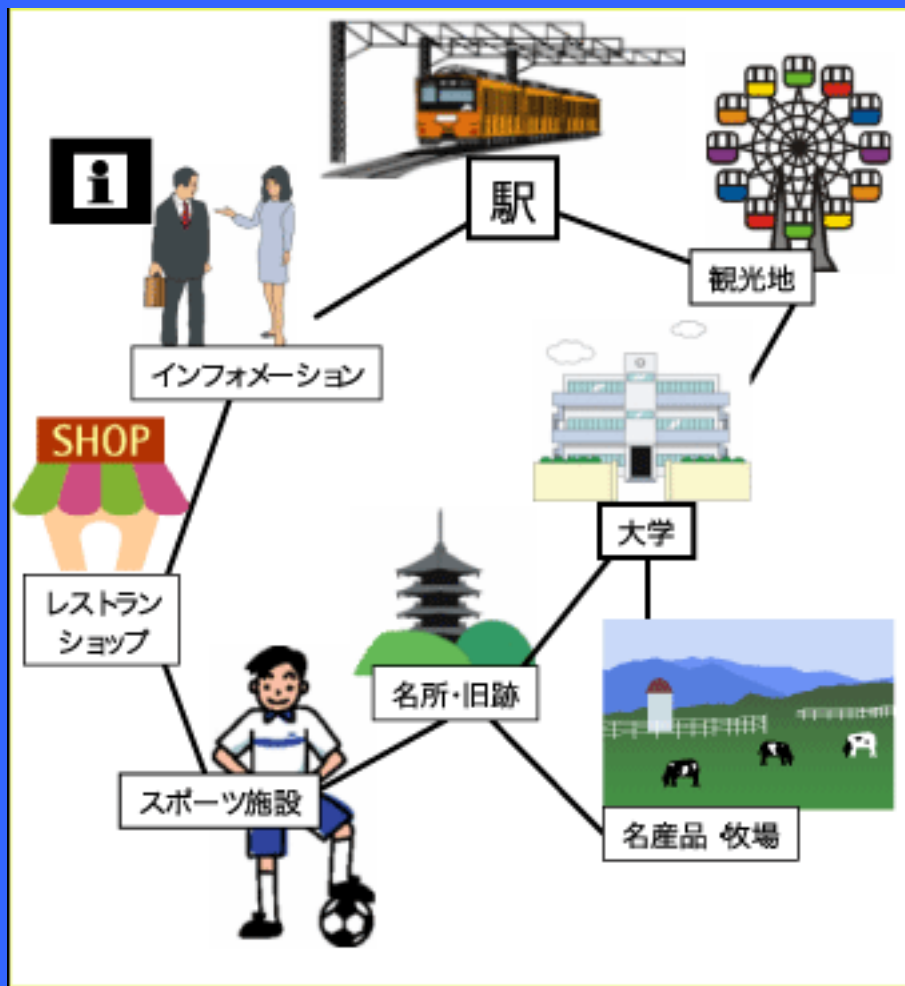 駅
観光地
i
インフォメーション
SHOP
大学
レストラン
ショップ
名所・旧跡
スポーツ施設
名産品・牧場